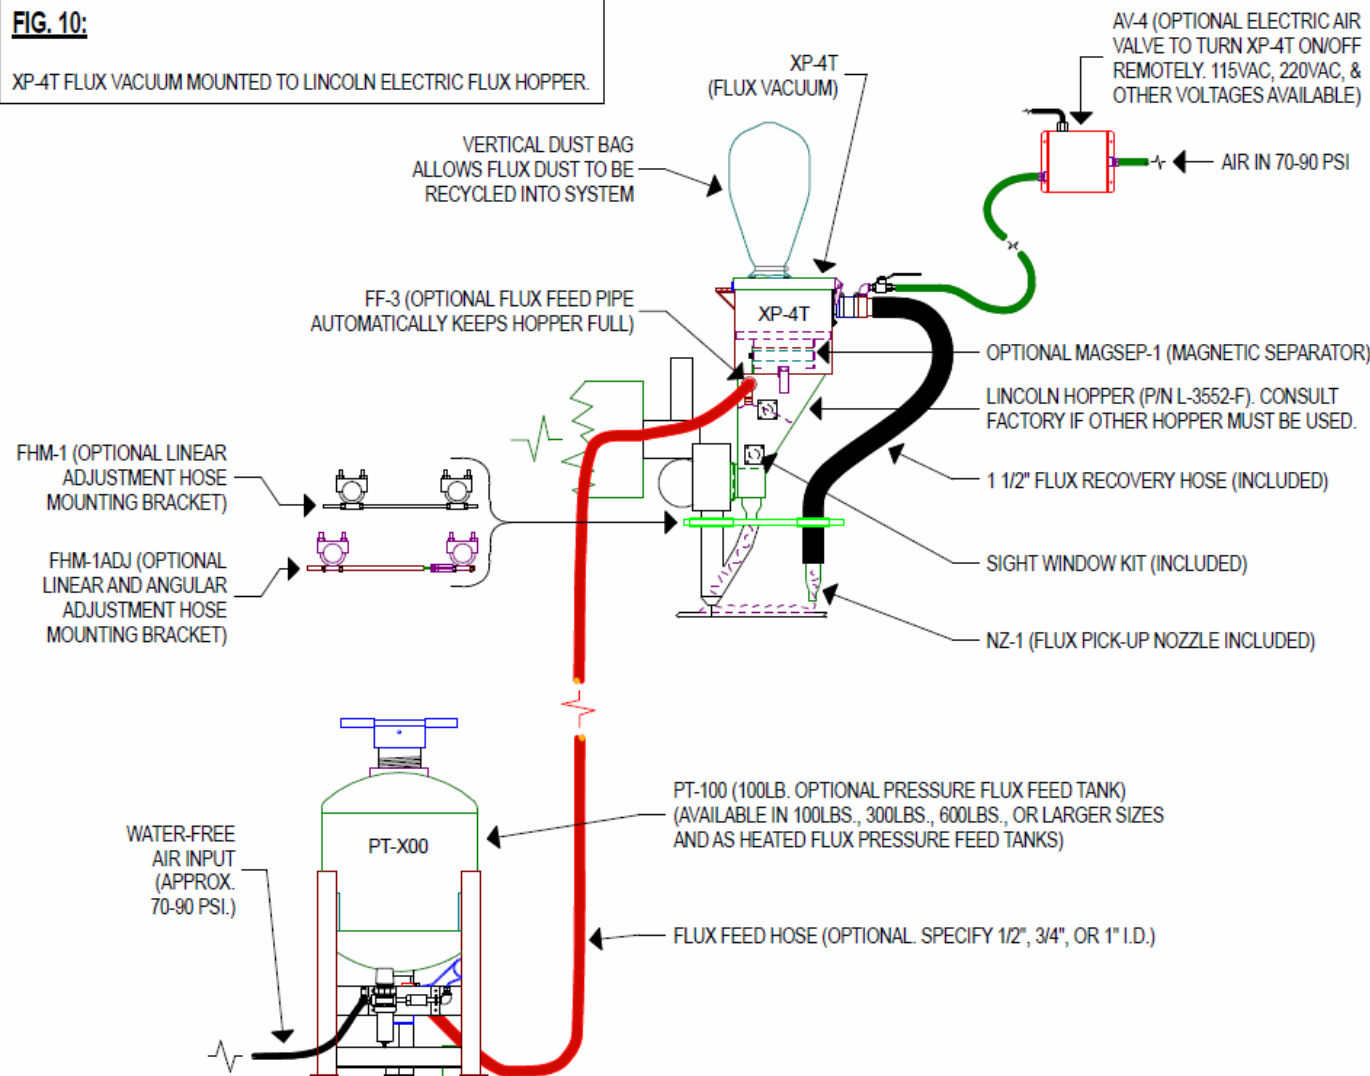 FIG. 10:
XP-4T FLUX VACUUM MOUNTED TO LINCOLN ELECTRIC FLUX HOPPER.
AV-4 (OPTIONAL ELECTRIC AIR
VALVE TO TURN XP-4T ON/OFF
REMOTELY. 115VAC, 220VAC, &
OTHER VOLTAGES AVAILABLE)
XP-4T
(FLUX VACUUM)
VERTICAL DUST BAG
ALLOWS FLUX DUST TO BE
RECYCLED INTO SYSTEM
AIR IN 70-90 PSI
FF-3 (OPTIONAL FLUX FEED PIPE
AUTOMATICALLY KEEPS HOPPER FULL)
XP-4T
OPTIONAL MAGSEP-1 (MAGNETIC SEPARATOR)
LINCOLN HOPPER (P/N L-3552-F). CONSULT
FACTORY IF OTHER HOPPER MUST BE USED.
FHM-1 (OPTIONAL LINEAR
ADJUSTMENT HOSE
MOUNTING BRACKET)
1 1/2" FLUX RECOVERY HOSE (INCLUDED)
FHM-1ADJ (OPTIONAL
LINEAR AND ANGULAR
ADJUSTMENT HOSE
MOUNTING BRACKET)
SIGHT WINDOW KIT (INCLUDED)
NZ-1 (FLUX PICK-UP NOZZLE INCLUDED)
PT-100 (100LB. OPTIONAL PRESSURE FLUX FEED TANK)
(AVAILABLE IN 100LBS., 300LBS., 600LBS., OR LARGER SIZES
AND AS HEATED FLUX PRESSURE FEED TANKS)
PT-X00
WATER-FREE
AIR INPUT
(APPROX.
70-90 PSI.)
FLUX FEED HOSE (OPTIONAL. SPECIFY 1/2", 3/4", OR 1" I.D.)